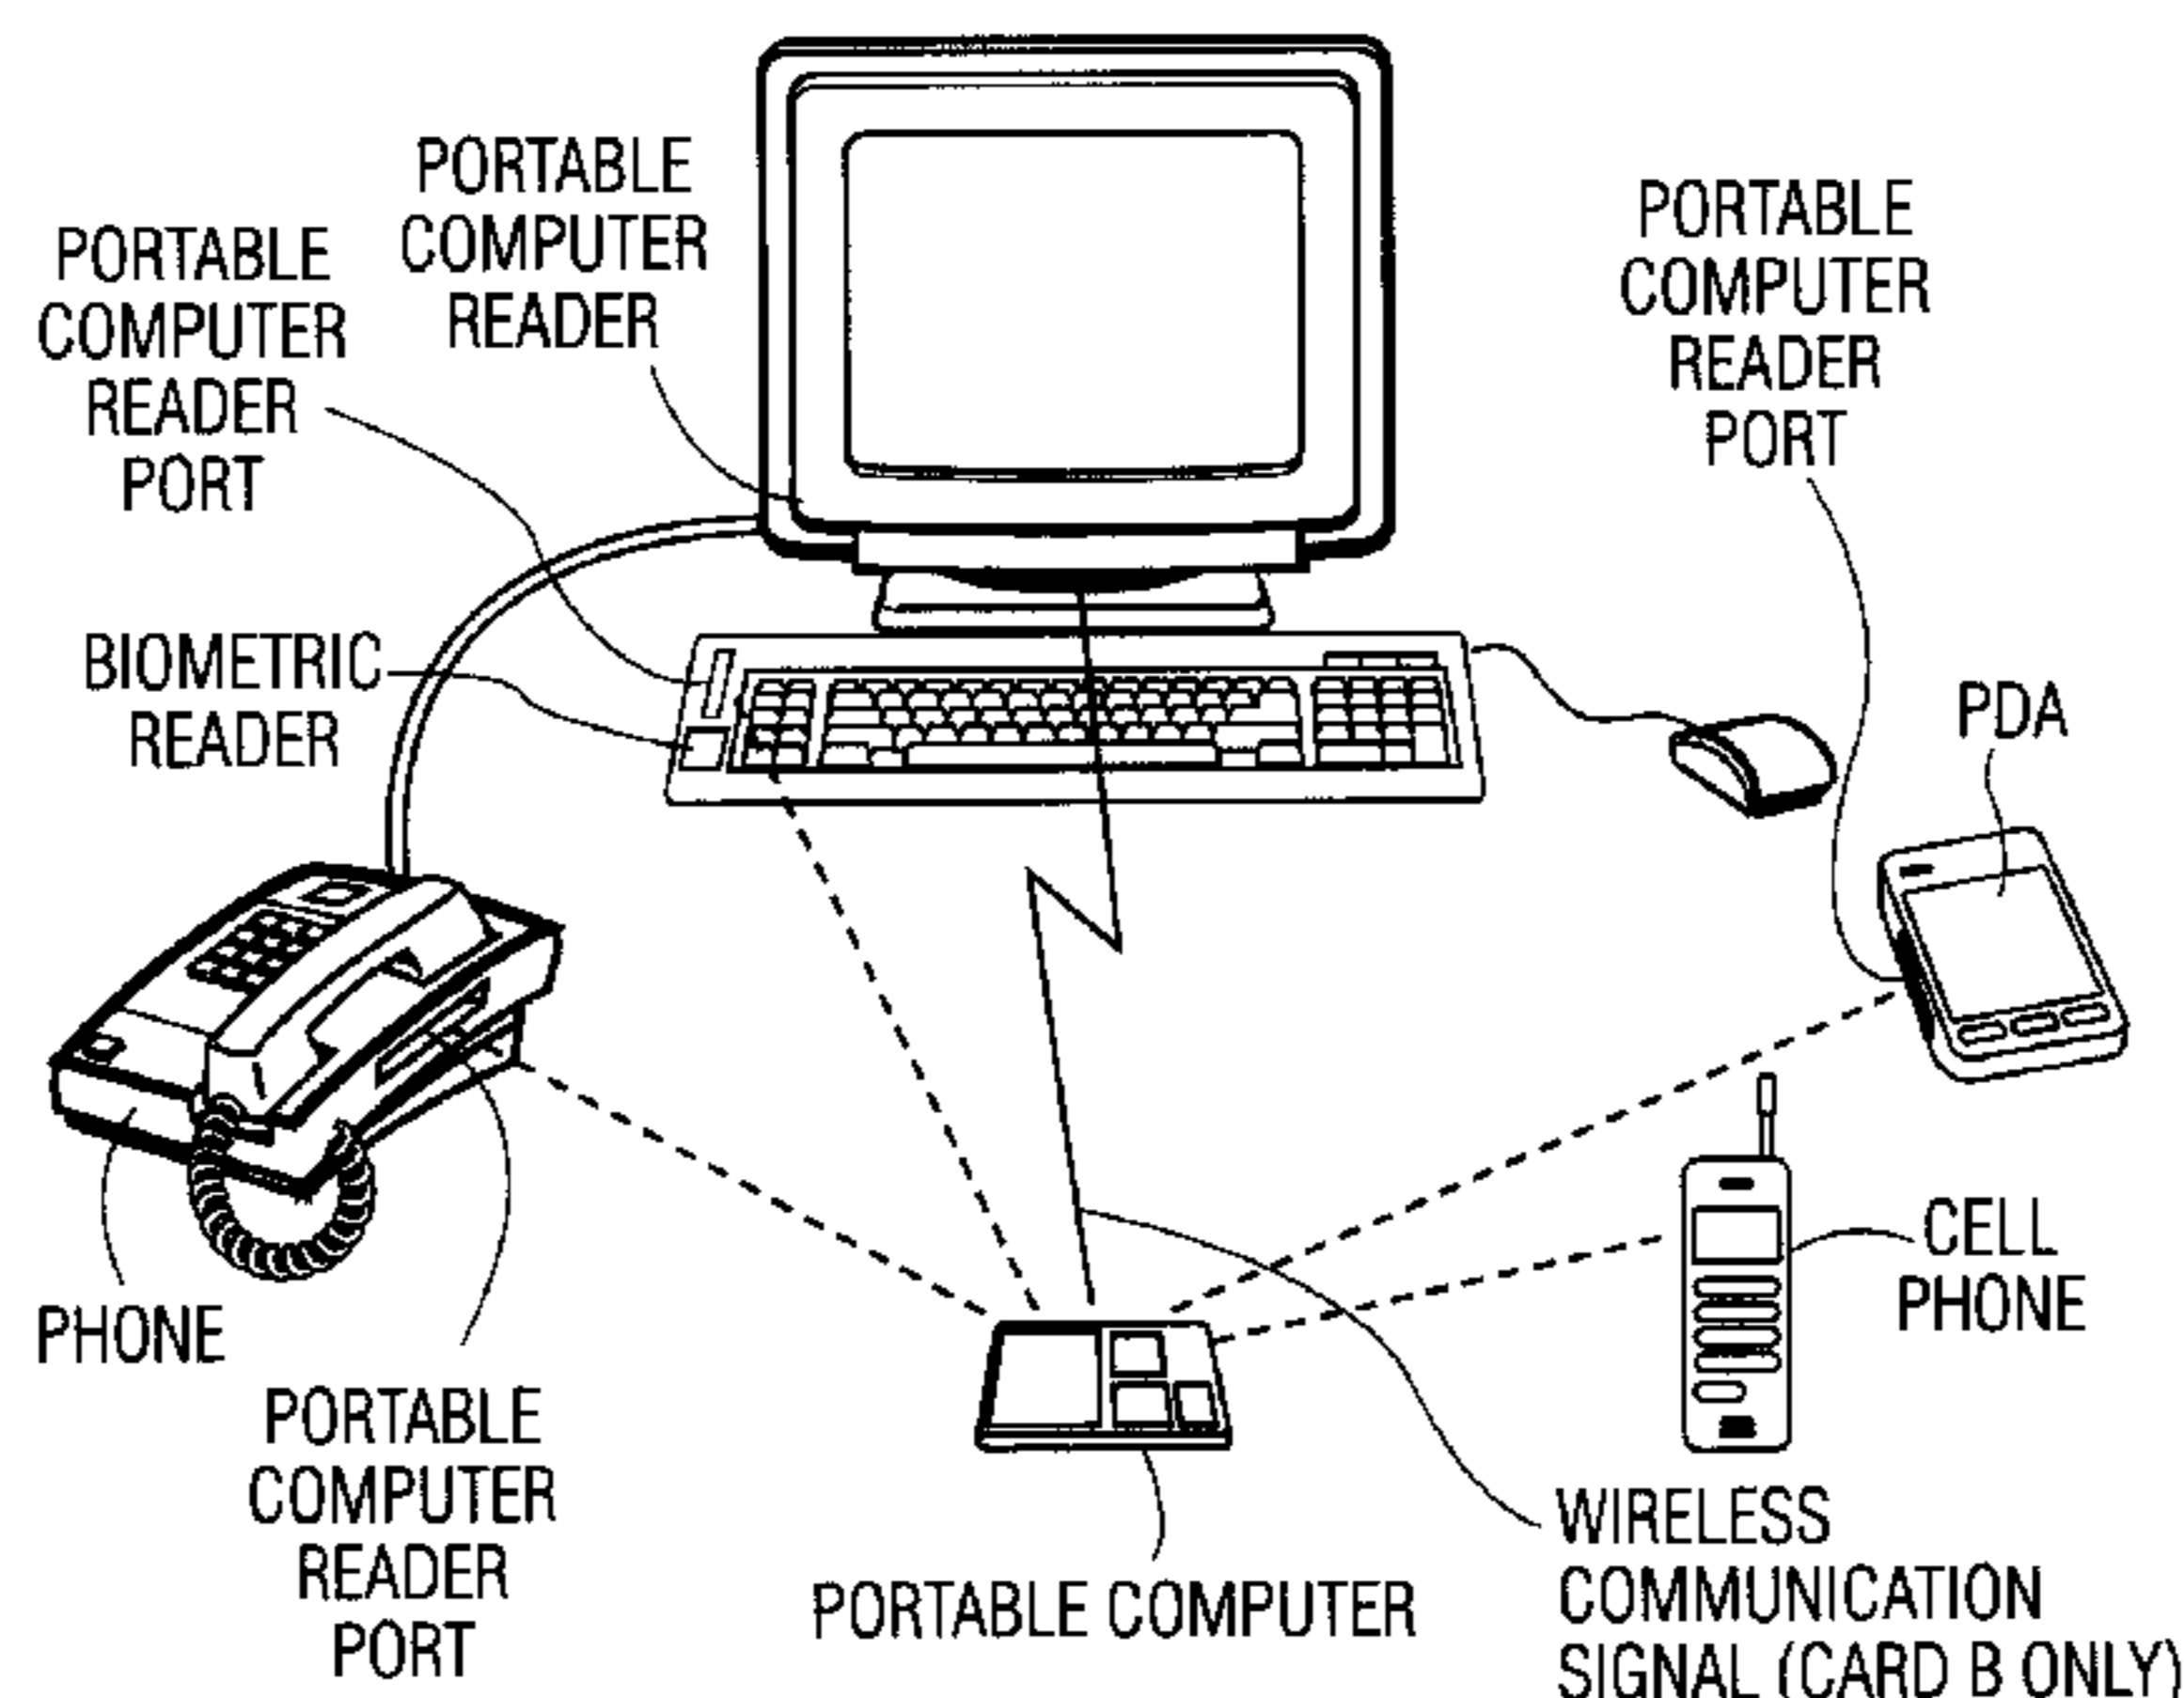 PORTABLE
COMPUTER
READER
PORTABLE
COMPUTER
READER
PORT
PORTABLE
COMPUTER
READER
PORT
BIOMETRIC
READER
PDA
PHONE
CELL
PHONE
PORTABLE
COMPUTER
READER
PORT
PORTABLE COMPUTER
WIRELESS
COMMUNICATION
SIGNAL (CARD B ONLY)